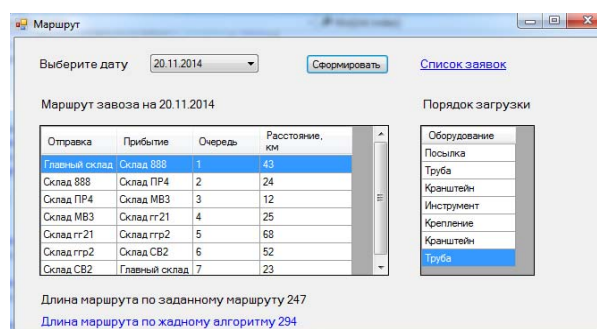 Маршрут
Выберите дату 20.11.2014 Сформировать Список заявок
Маршрут завоза на 20.11.2014 Порядок загрузки
Отправка Прибытие Очередь Расстояние, км
Главный склад Склад 888 1 43
Склад 888 Склад ПР4 2 24
Склад ПР4 Склад МВ3 3 12
Склад МВ3 Склад гг21 4 25
Склад гг21 Склад ггр2 5 68
Склад ггр2 Склад СВ2 6 52
Склад СВ2 Главный склад 7 23
Оборудование
Посылка
Труба
Кранштейн
Инструмент
Крепление
Кранштейн
Труба
Длина маршрута по заданному маршруту 247
Длина маршрута по жадному алгоритму 294